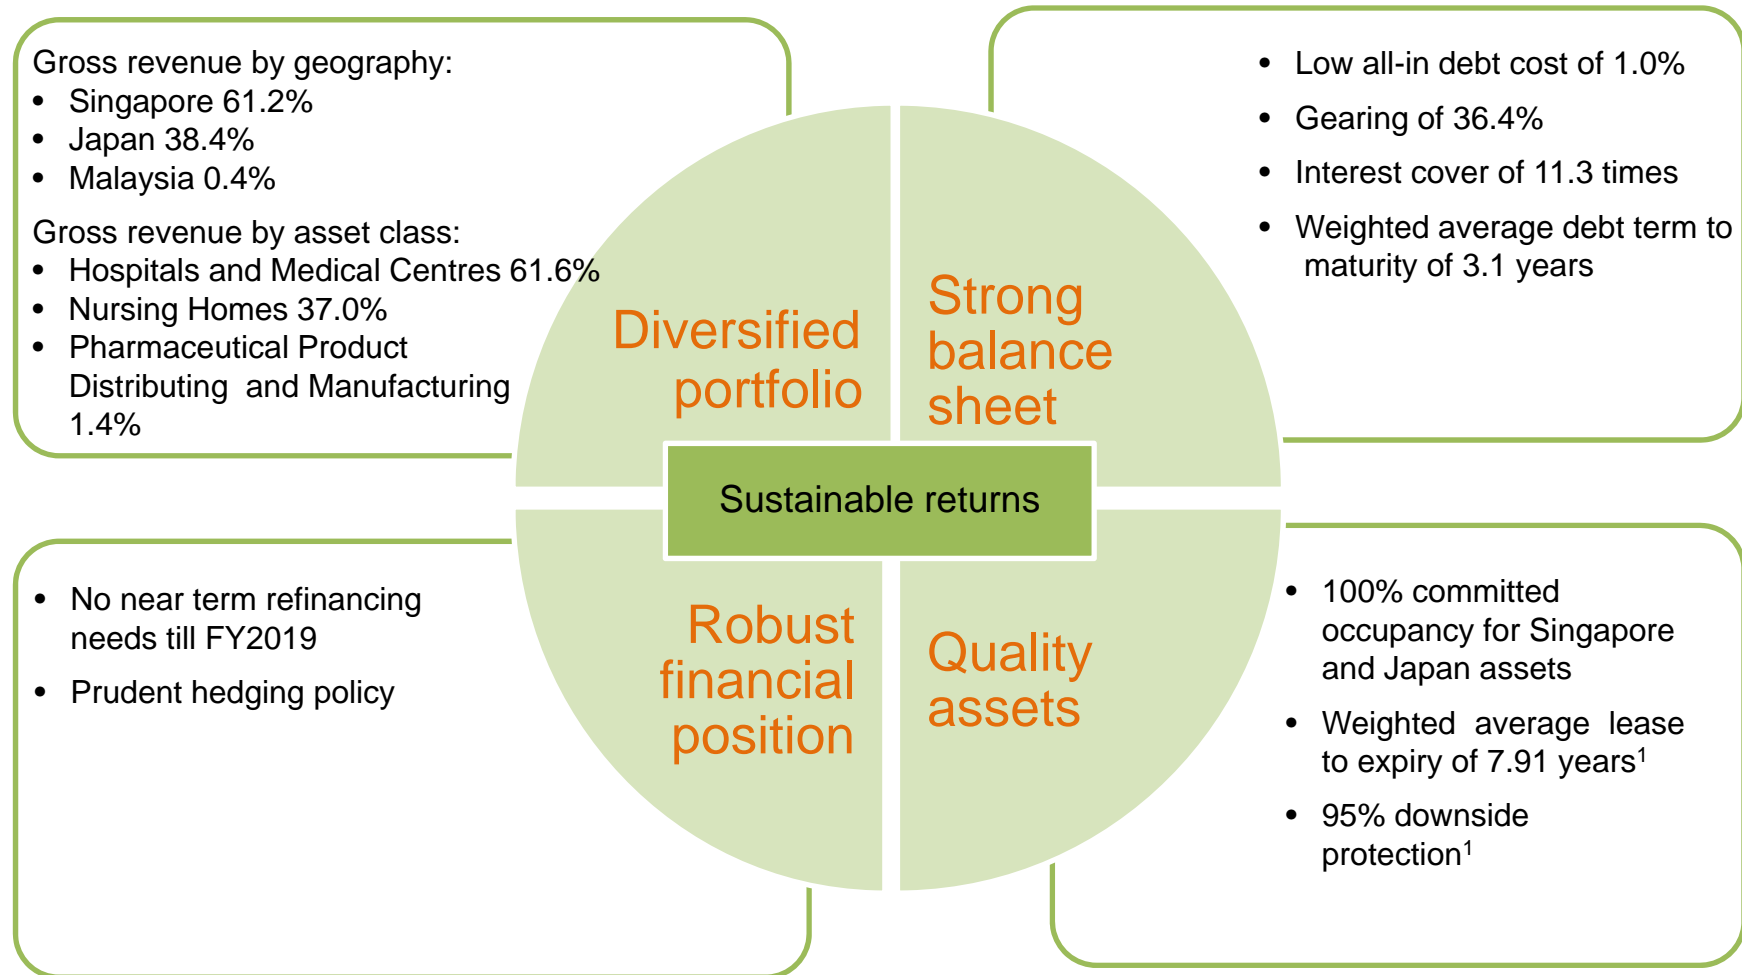 Gross revenue by geography:
• Singapore 61.2%
• Japan 38.4%
• Malaysia 0.4%
Gross revenue by asset class:
• Hospitals and Medical Centres 61.6%
• Nursing Homes 37.0%
• Pharmaceutical Product
Distributing and Manufacturing
1.4%
• Low all-in debt cost of 1.0%
• Gearing of 36.4%
• Interest cover of 11.3 times
• Weighted average debt term to
maturity of 3.1 years
Diversified
portfolio
Strong
balance
sheet
Sustainable returns
• No near term refinancing
needs till FY2019
• Prudent hedging policy
Robust
financial
position
Quality
assets
• 100% committed
occupancy for Singapore
and Japan assets
• Weighted average lease
to expiry of 7.91 years¹
• 95% downside
protection¹